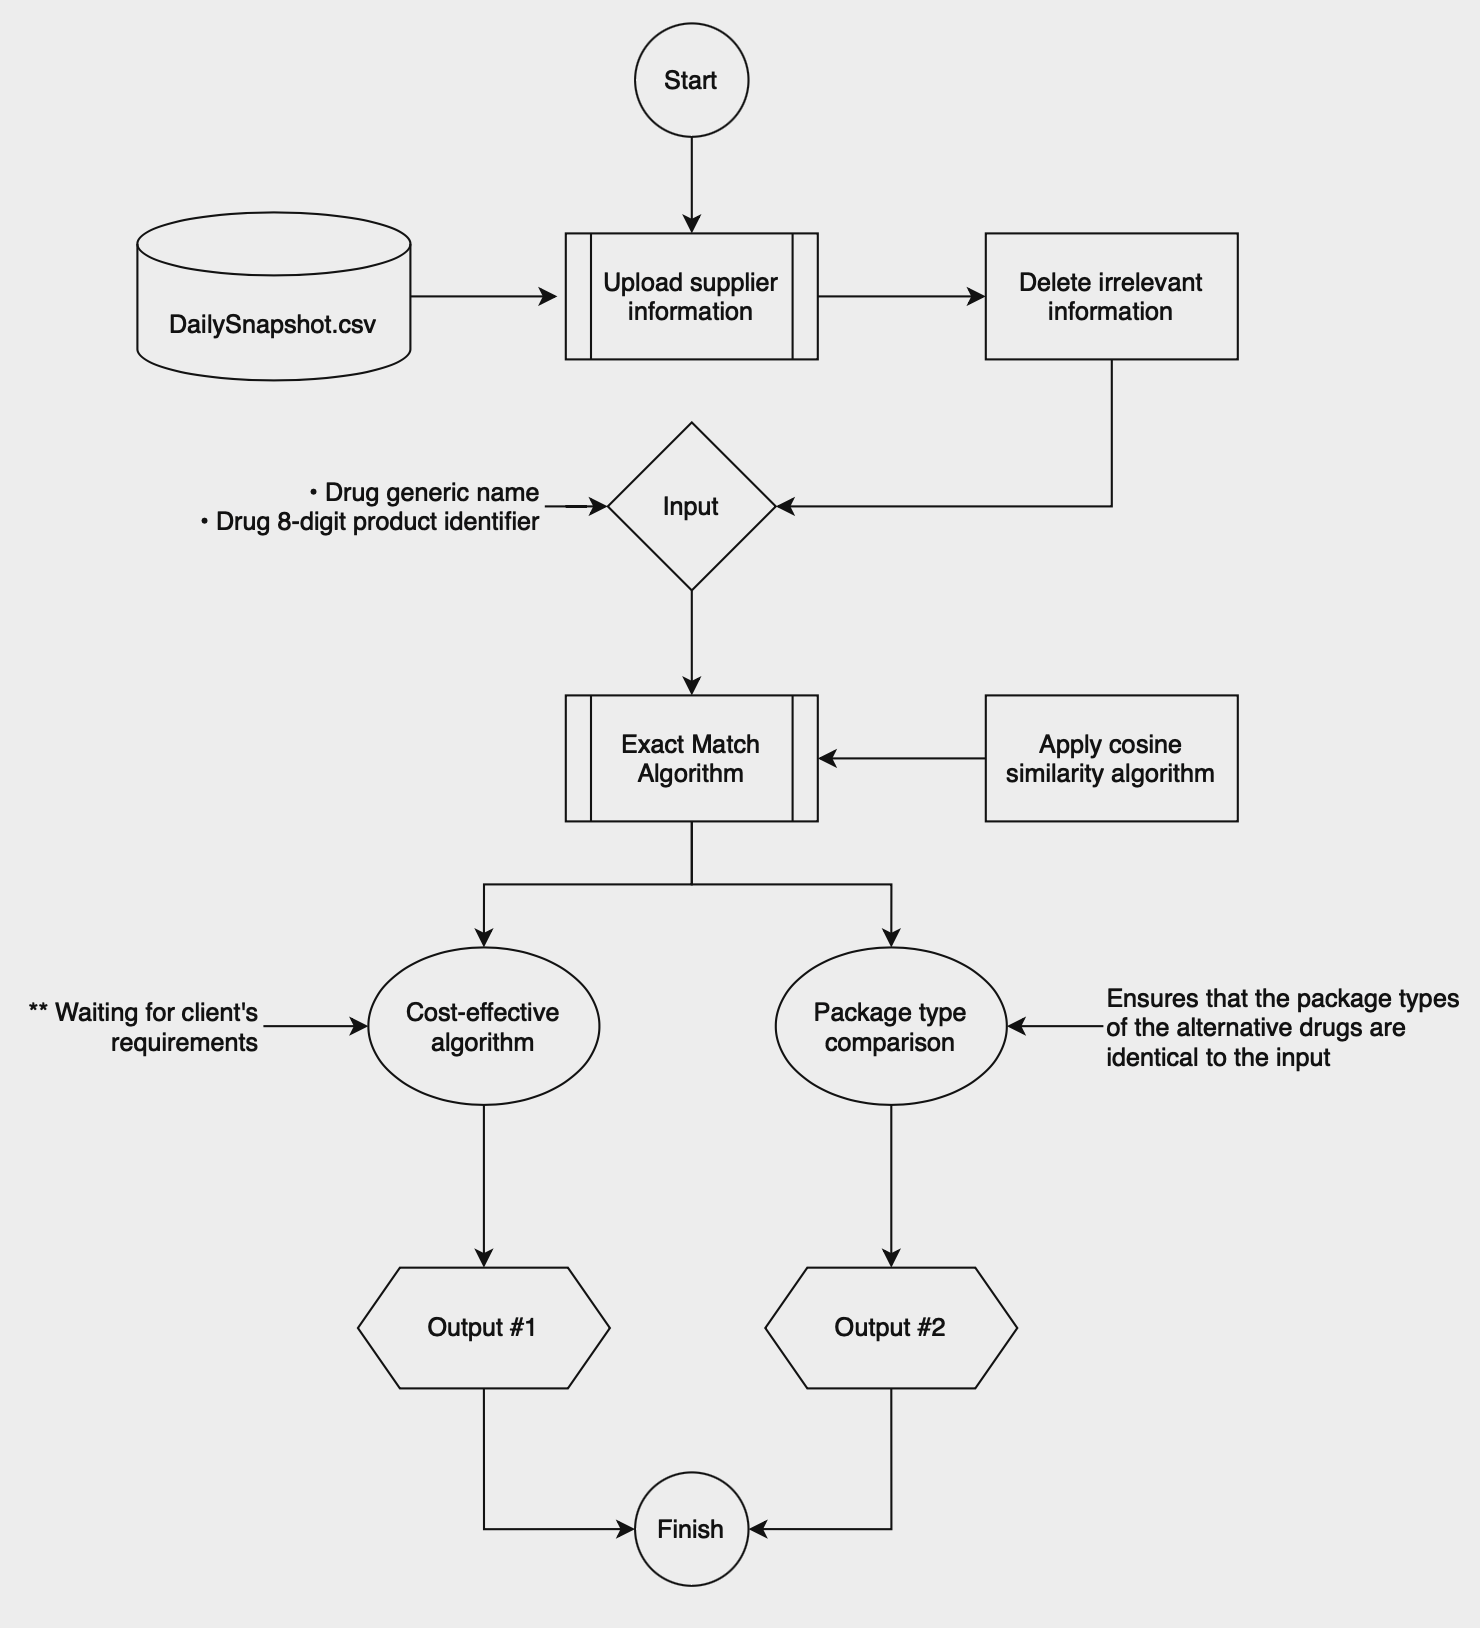 Start
DailySnapshot.csv
Upload supplier
information
Delete irrelevant
information
• Drug generic name
• Drug 8-digit product identifier
Input
Exact Match
Algorithm
Apply cosine
similarity algorithm
** Waiting for client's
requirements
Cost-effective
algorithm
Package type
comparison
Ensures that the package types
of the alternative drugs are
identical to the input
Output #1
Output #2
Finish